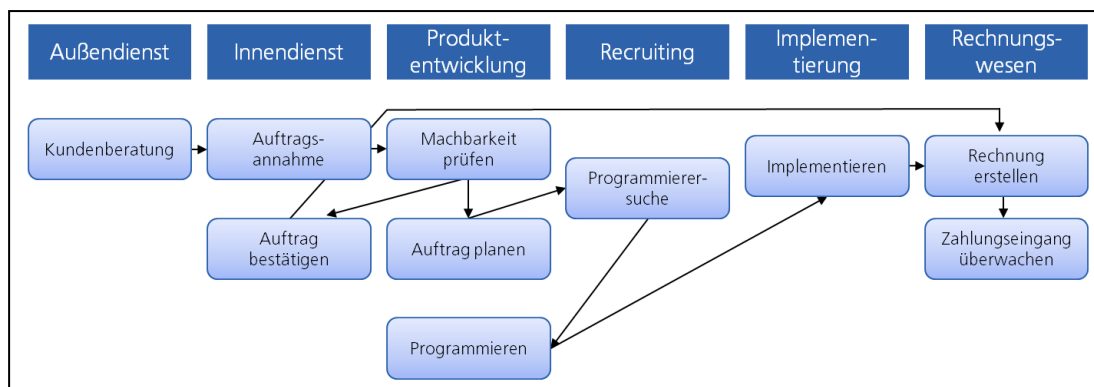 Außendienst
Innendienst
Produkt-
entwicklung
Recruiting
Implemen-
tierung
Rechnungs-
wesen
Kundenberatung
Auftrags-
annahme
Machbarkeit
prüfen
Programmierer-
suche
Implementieren
Rechnung
erstellen
Auftrag
bestätigen
Auftrag planen
Zahlungseingang
überwachen
Programmieren